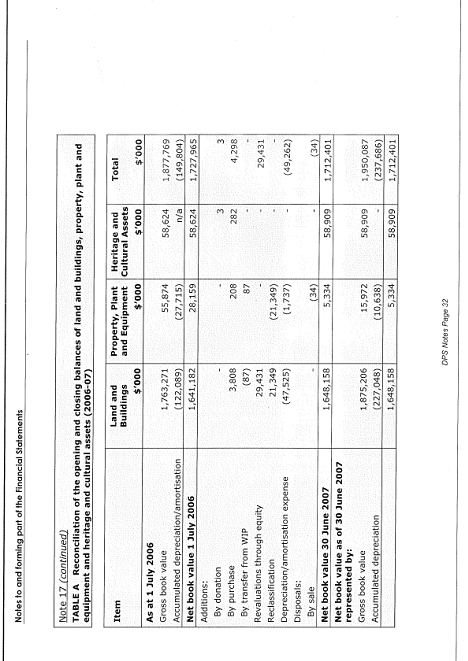 Notes to and forming part of the Financial Statements
Note 17 (continued)
TABLE A Reconciliation of the opening and closing balances of land and buildings, property, plant and
equipment and heritage and cultural assets (2006-07)
Item Land and Buildings $'000 Property, Plant and Equipment $'000 Heritage and Cultural Assets $'000 Total $'000
As at 1 July 2006
Gross book value 1,763,271 55,874 58,624 1,877,769
Accumulated depreciation/amortisation (122,089) (27,715) n/a (149,804)
Net book value 1 July 2006 1,641,182 28,159 58,624 1,727,965
Additions:
By donation - - 3 3
By purchase 3,808 208 282 4,298
By transfer from WIP (87) 87 - -
Revaluations through equity 29,431 - - 29,431
Reclassification 21,349 (21,349) - -
Depreciation/amortisation expense (47,525) (1,737) - (49,262)
Disposals:
By sale - (34) - (34)
Net book value 30 June 2007 1,648,158 5,334 58,909 1,712,401
Net book value as of 30 June 2007
represented by:
Gross book value 1,875,206 15,972 58,909 1,950,087
Accumulated depreciation (227,048) (10,638) - (237,686)
1,648,158 5,334 58,909 1,712,401
DPS Notes Page 32